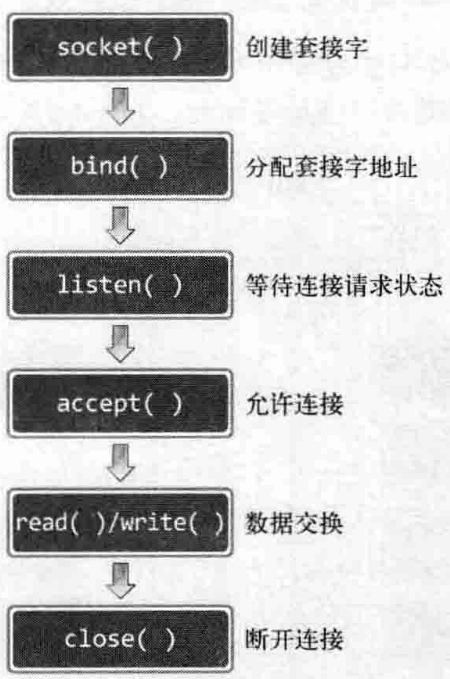 socket( ) 创建套接字
bind( ) 分配套接字地址
listen( ) 等待连接请求状态
accept( ) 允许连接
read( )/write( ) 数据交换
close( ) 断开连接